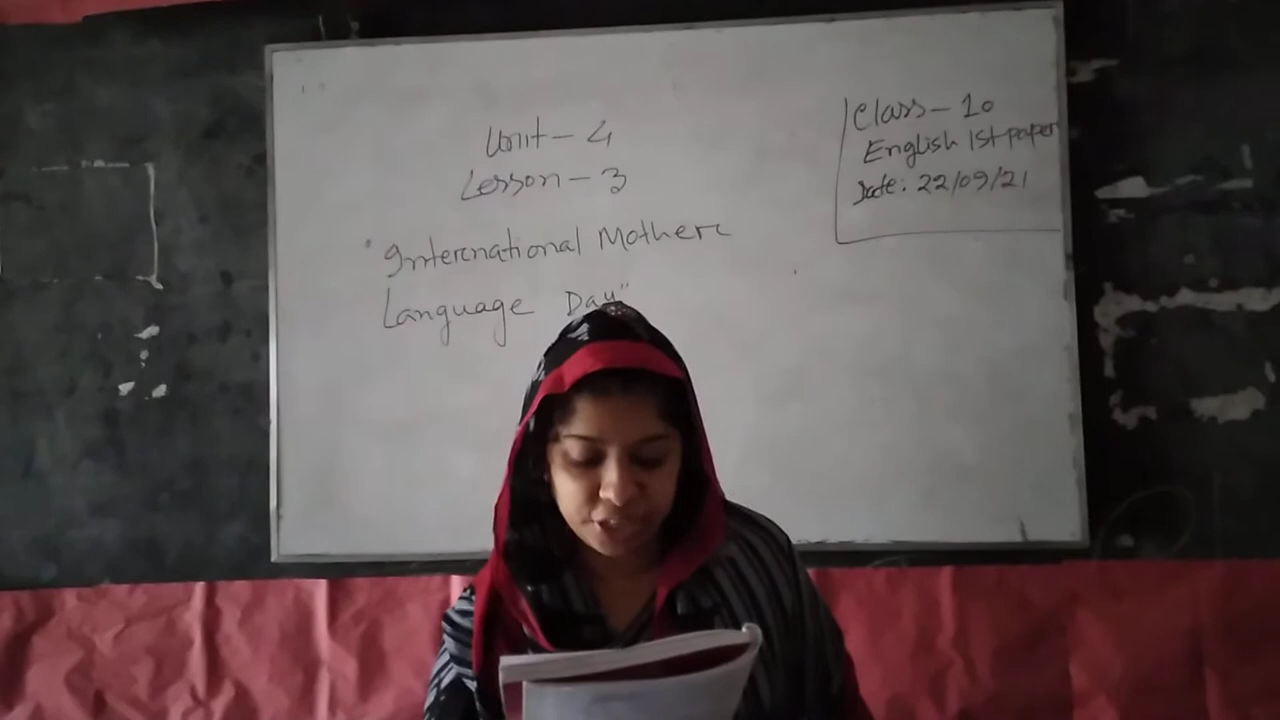 Unit - 4
Lesson - 3
"International Mother
Language Day"
Class - 10
English 1st paper
Date: 22/09/21